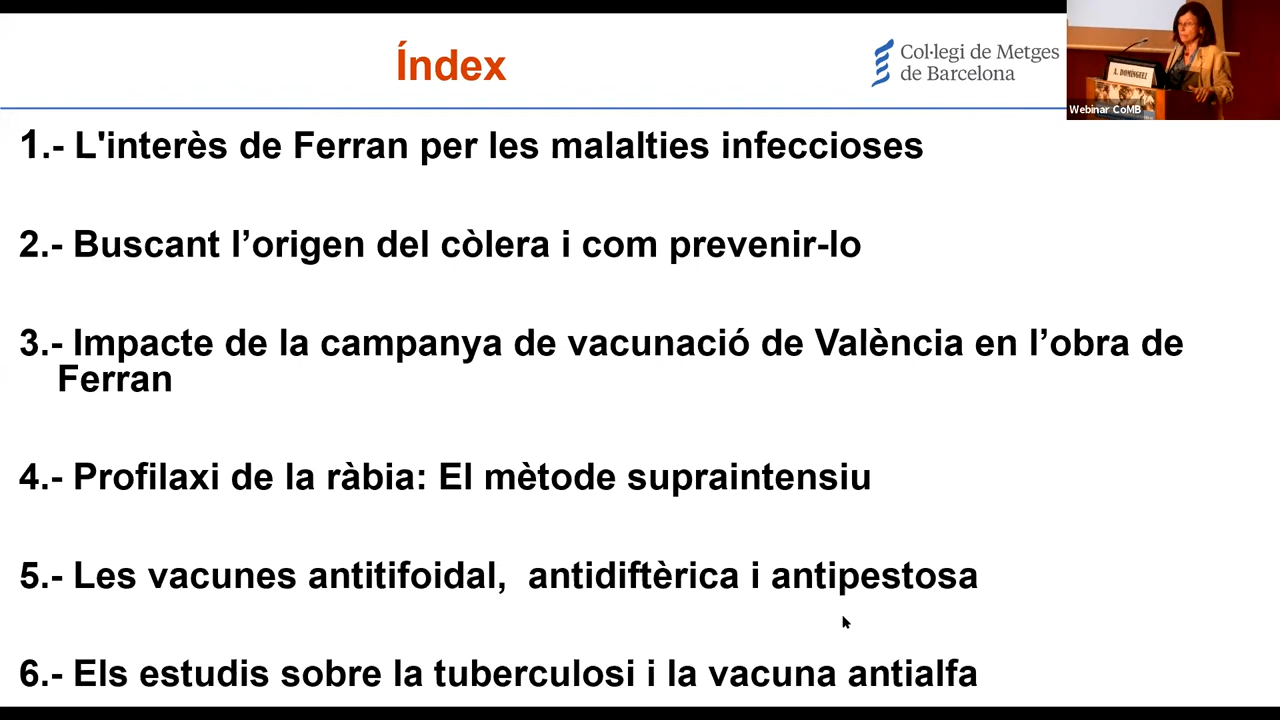 Índex
Col·legi de Metges
de Barcelona
Webinar CoMB
1.- L'interès de Ferran per les malalties infeccioses
2.- Buscant l’origen del còlera i com prevenir-lo
3.- Impacte de la campanya de vacunació de València en l’obra de
Ferran
4.- Profilaxi de la ràbia: El mètode supraintensiu
5.- Les vacunes antitifoidal,  antidiftèrica i antipestosa
6.- Els estudis sobre la tuberculosi i la vacuna antialfa